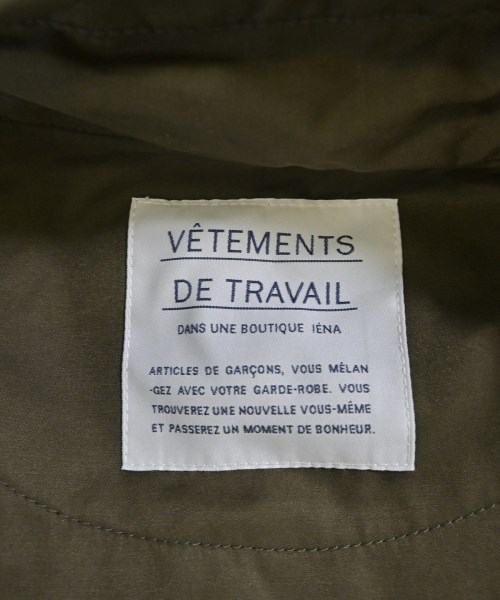 VÊTEMENTS
DE TRAVAIL
DANS UNE BOUTIQUE IÉNA
ARTICLES DE GARÇONS, VOUS MÊLAN
-GEZ AVEC VOTRE GARDE-ROBE. VOUS
TROUVEREZ UNE NOUVELLE VOUS-MÊME
ET PASSEREZ UN MOMENT DE BONHEUR.